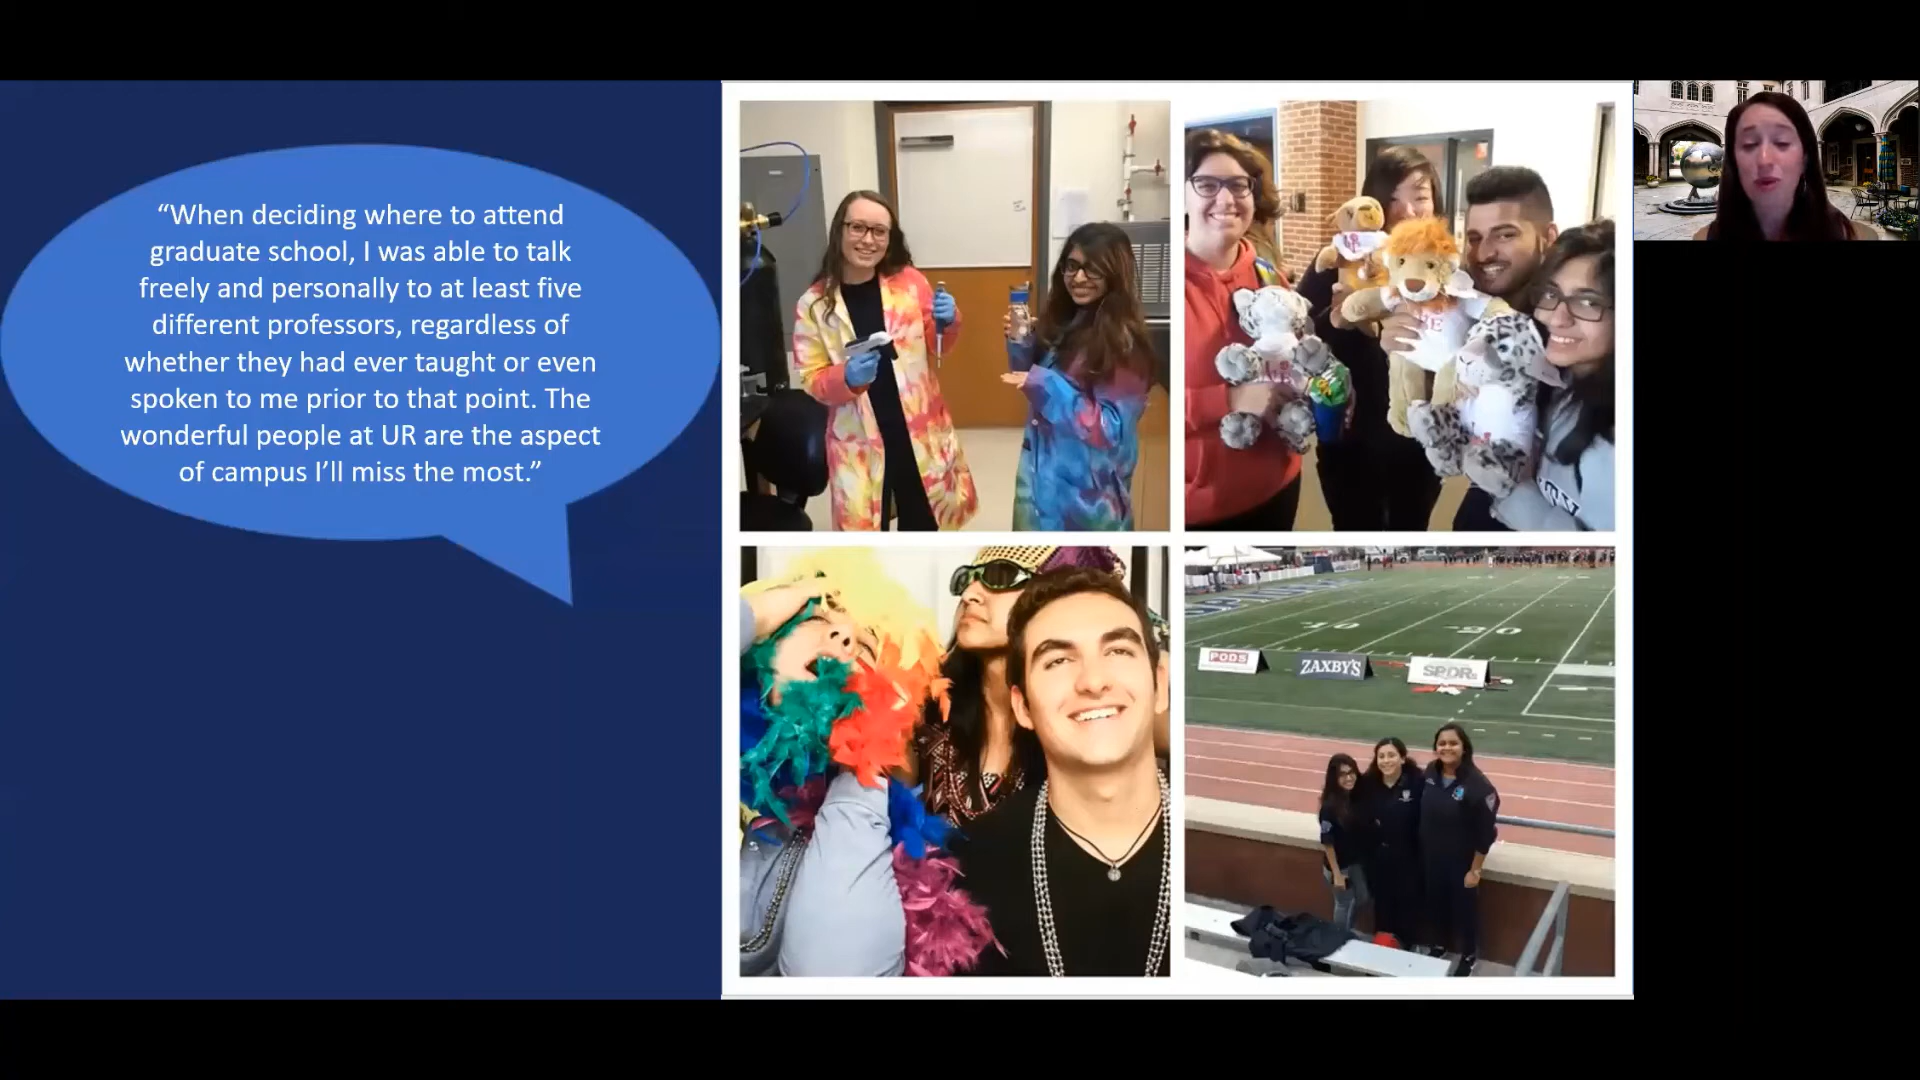 “When deciding where to attend
graduate school, I was able to talk
freely and personally to at least five
different professors, regardless of
whether they had ever taught or even
spoken to me prior to that point. The
wonderful people at UR are the aspect
of campus I’ll miss the most.”
PODS
ZAXBY'S
SPDRs